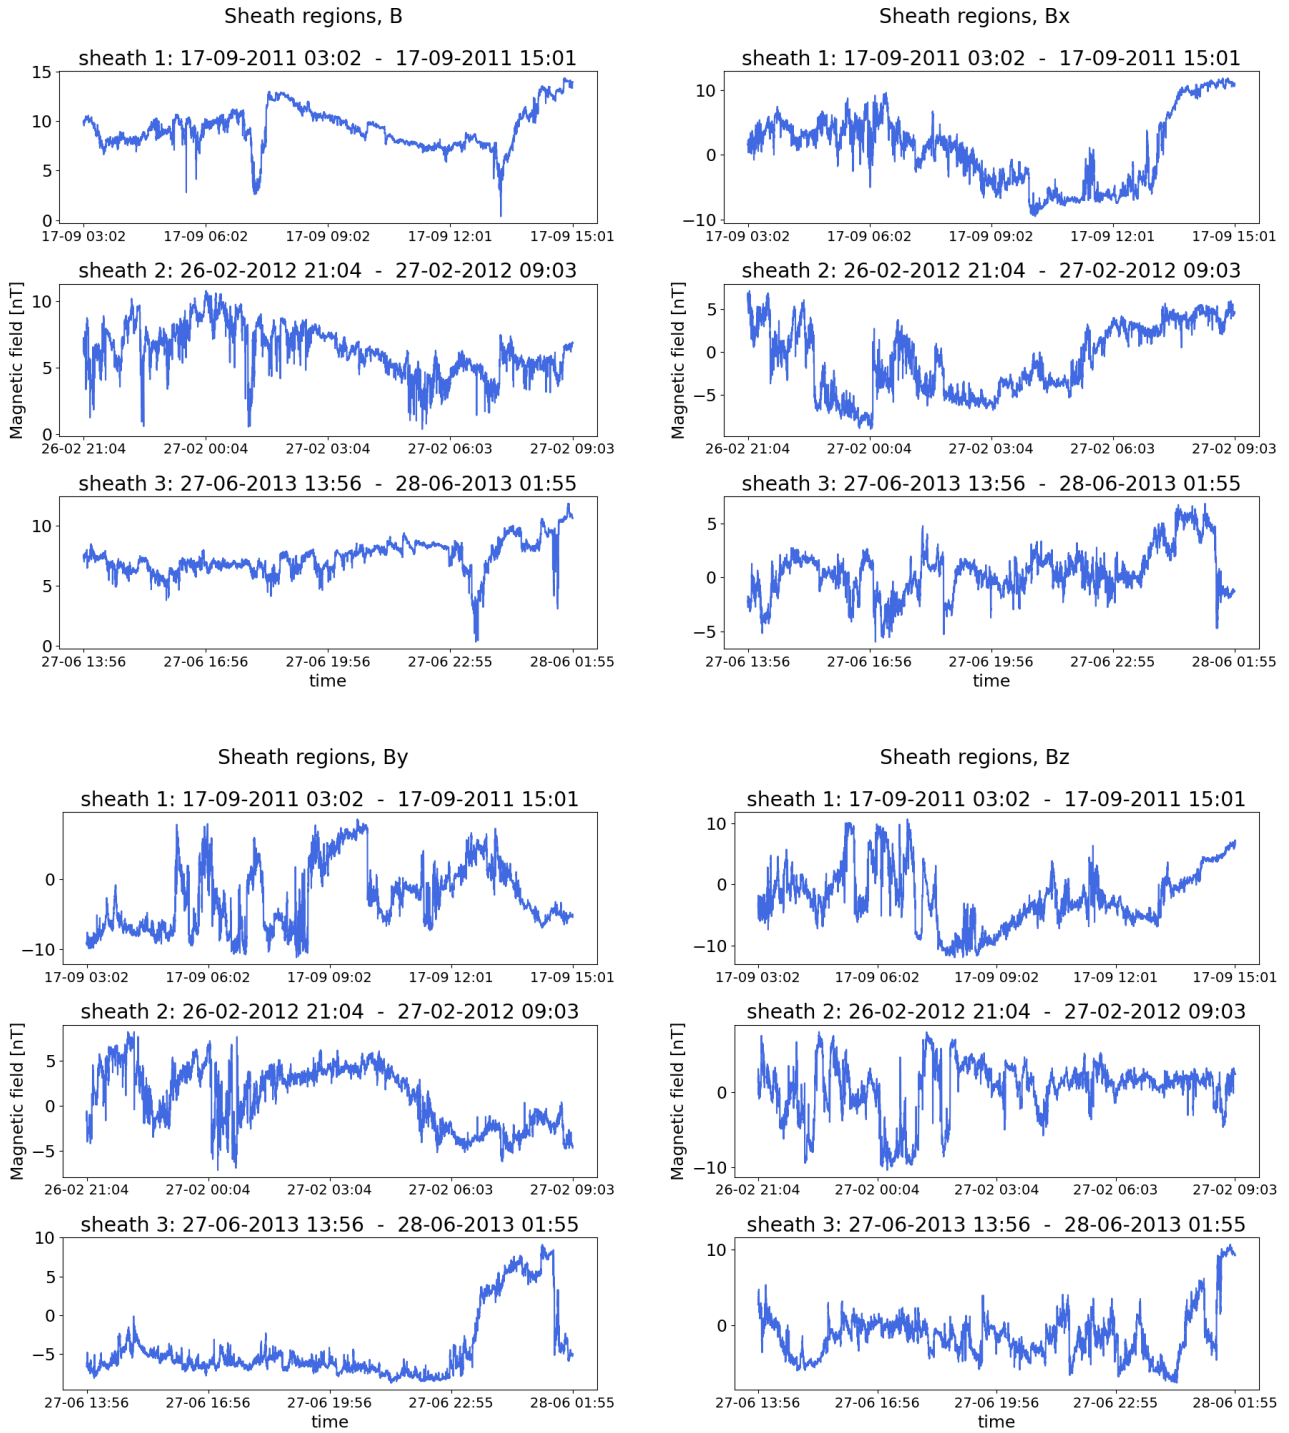 Sheath regions, B
sheath 1: 17-09-2011 03:02 - 17-09-2011 15:01
15
10
5
0
17-09 03:02 17-09 06:02 17-09 09:02 17-09 12:01 17-09 15:01
sheath 2: 26-02-2012 21:04 - 27-02-2012 09:03
Magnetic field [nT]
10
5
0
26-02 21:04 27-02 00:04 27-02 03:04 27-02 06:03 27-02 09:03
sheath 3: 27-06-2013 13:56 - 28-06-2013 01:55
10
5
0
27-06 13:56 27-06 16:56 27-06 19:56 27-06 22:55 28-06 01:55
time
Sheath regions, Bx
sheath 1: 17-09-2011 03:02 - 17-09-2011 15:01
10
0
−10
17-09 03:02 17-09 06:02 17-09 09:02 17-09 12:01 17-09 15:01
sheath 2: 26-02-2012 21:04 - 27-02-2012 09:03
Magnetic field [nT]
5
0
−5
26-02 21:04 27-02 00:04 27-02 03:04 27-02 06:03 27-02 09:03
sheath 3: 27-06-2013 13:56 - 28-06-2013 01:55
5
0
−5
27-06 13:56 27-06 16:56 27-06 19:56 27-06 22:55 28-06 01:55
time
Sheath regions, By
sheath 1: 17-09-2011 03:02 - 17-09-2011 15:01
0
−10
17-09 03:02 17-09 06:02 17-09 09:02 17-09 12:01 17-09 15:01
sheath 2: 26-02-2012 21:04 - 27-02-2012 09:03
Magnetic field [nT]
5
0
−5
26-02 21:04 27-02 00:04 27-02 03:04 27-02 06:03 27-02 09:03
sheath 3: 27-06-2013 13:56 - 28-06-2013 01:55
10
5
0
−5
27-06 13:56 27-06 16:56 27-06 19:56 27-06 22:55 28-06 01:55
time
Sheath regions, Bz
sheath 1: 17-09-2011 03:02 - 17-09-2011 15:01
10
0
−10
17-09 03:02 17-09 06:02 17-09 09:02 17-09 12:01 17-09 15:01
sheath 2: 26-02-2012 21:04 - 27-02-2012 09:03
Magnetic field [nT]
0
−10
26-02 21:04 27-02 00:04 27-02 03:04 27-02 06:03 27-02 09:03
sheath 3: 27-06-2013 13:56 - 28-06-2013 01:55
10
0
27-06 13:56 27-06 16:56 27-06 19:56 27-06 22:55 28-06 01:55
time